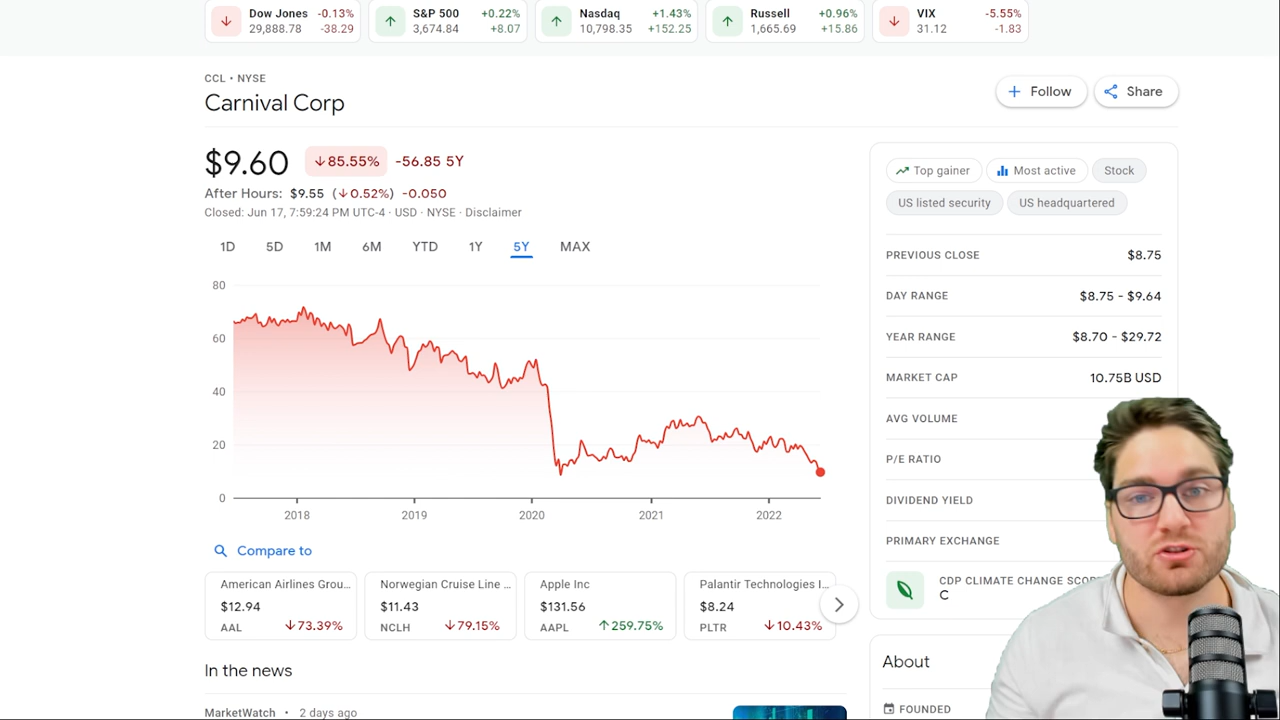 Dow Jones -0.13%
29,888.78 -38.29
S&P 500 +0.22%
3,674.84 +8.07
Nasdaq +1.43%
10,798.35 +152.25
Russell +0.96%
1,665.69 +15.86
VIX -5.55%
31.12 -1.83
CCL • NYSE
Carnival Corp
Follow
Share
$9.60 ↓85.55% -56.85 5Y
After Hours: $9.55 (↓0.52%) -0.050
Closed: Jun 17, 7:59:24 PM UTC-4 · USD · NYSE · Disclaimer
1D 5D 1M 6M YTD 1Y 5Y MAX
80
60
40
20
0
2018 2019 2020 2021 2022
Compare to
American Airlines Grou...
$12.94
AAL ↓73.39%
Norwegian Cruise Line ...
$11.43
NCLH ↓79.15%
Apple Inc
$131.56
AAPL ↑259.75%
Palantir Technologies I...
$8.24
PLTR ↓10.43%
In the news
MarketWatch • 2 days ago
Top gainer
Most active
Stock
US listed security
US headquartered
PREVIOUS CLOSE $8.75
DAY RANGE $8.75 - $9.64
YEAR RANGE $8.70 - $29.72
MARKET CAP 10.75B USD
AVG VOLUME
P/E RATIO
DIVIDEND YIELD
PRIMARY EXCHANGE
CDP CLIMATE CHANGE
C
About
FOUNDED